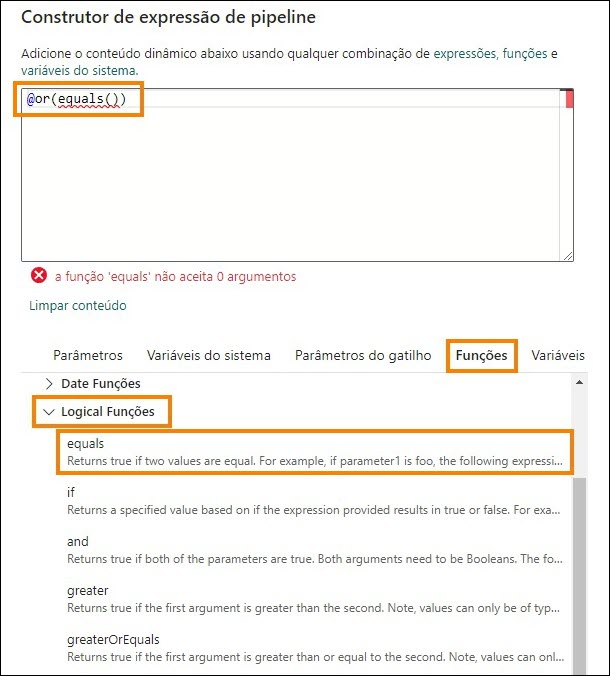 Construtor de expressão de pipeline
Adicione o conteúdo dinâmico abaixo usando qualquer combinação de expressões, funções e
variáveis do sistema.
@or(equals())
a função 'equals' não aceita 0 argumentos
Limpar conteúdo
Parâmetros Variáveis do sistema Parâmetros do gatilho Funções Variáveis
Date Funções
Logical Funções
equals
Returns true if two values are equal. For example, if parameter1 is foo, the following expressi...
if
Returns a specified value based on if the expression provided results in true or false. For exa...
and
Returns true if both of the parameters are true. Both arguments need to be Booleans. The fo...
greater
Returns true if the first argument is greater than the second. Note, values can only be of typ...
greaterOrEquals
Returns true if the first argument is greater than or equal to the second. Note, values can onl...